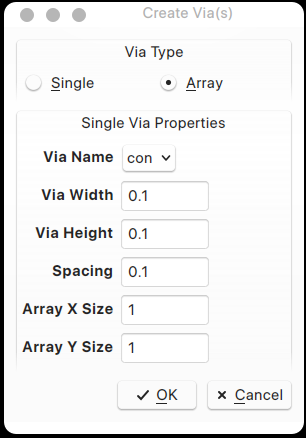 Create Via(s)
Via Type
Single Array
Single Via Properties
Via Name con
Via Width 0.1
Via Height 0.1
Spacing 0.1
Array X Size 1
Array Y Size 1
OK Cancel